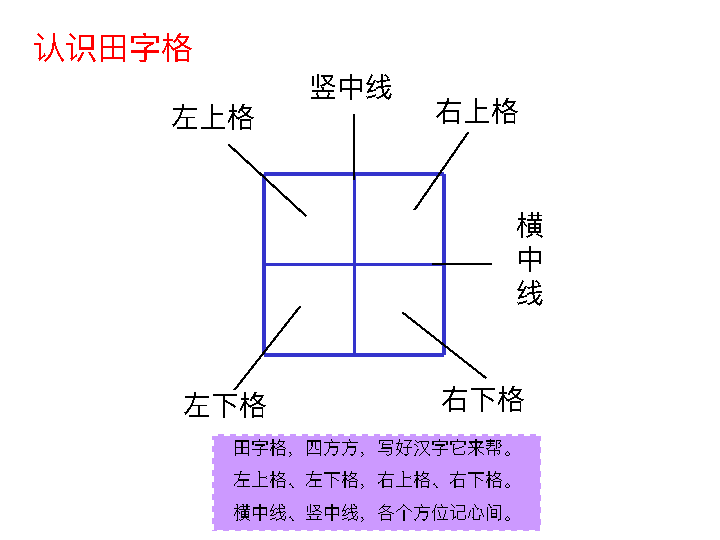 认识田字格
竖中线
左上格
右上格
横中线
左下格
右下格
田字格，四方方，写好汉字它来帮。
左上格、左下格，右上格、右下格。
横中线、竖中线，各个方位记心间。